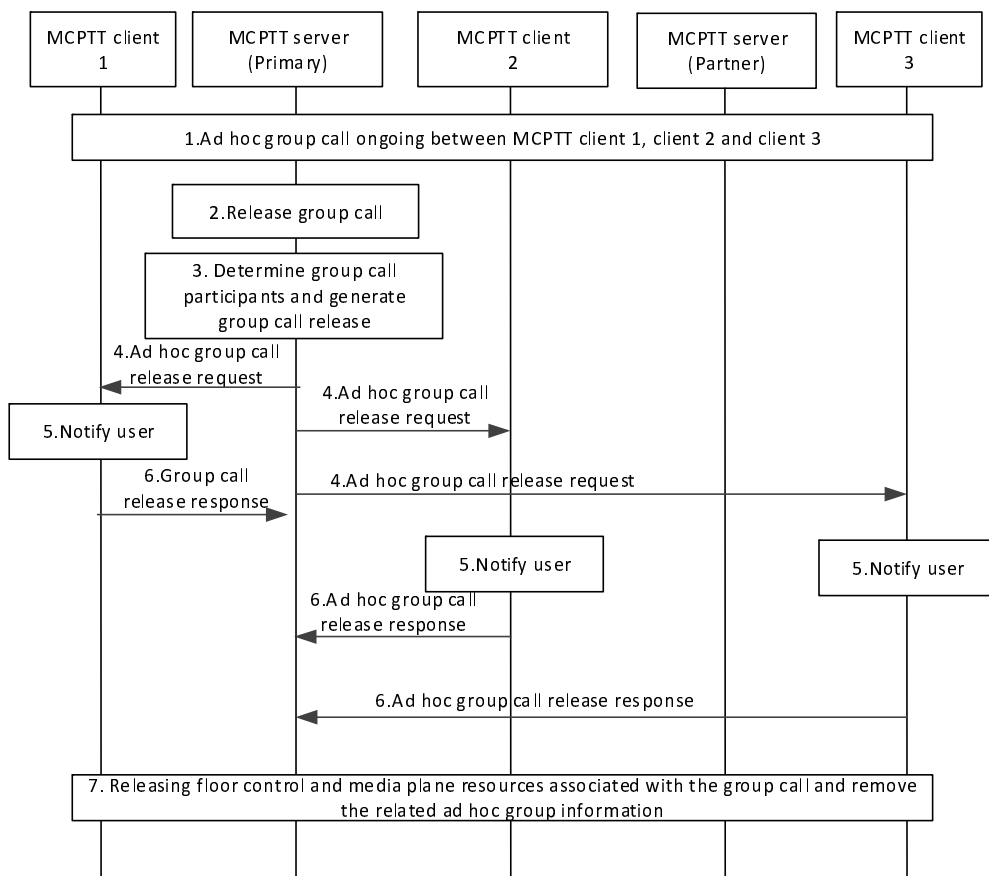 MCPTT client
1
MCPTT server
(Primary)
MCPTT client
2
MCPTT server
(Partner)
MCPTT client
3
1.Ad hoc group call ongoing between MCPTT client 1, client 2 and client 3
2.Release group call
3. Determine group call
participants and generate
group call release
4.Ad hoc group call
release request
4.Ad hoc group call
release request
5.Notify user
6.Group call
release response
4.Ad hoc group call release request
5.Notify user
5.Notify user
6.Ad hoc group call
release response
6.Ad hoc group call release response
7. Releasing floor control and media plane resources associated with the group call and remove
the related ad hoc group information